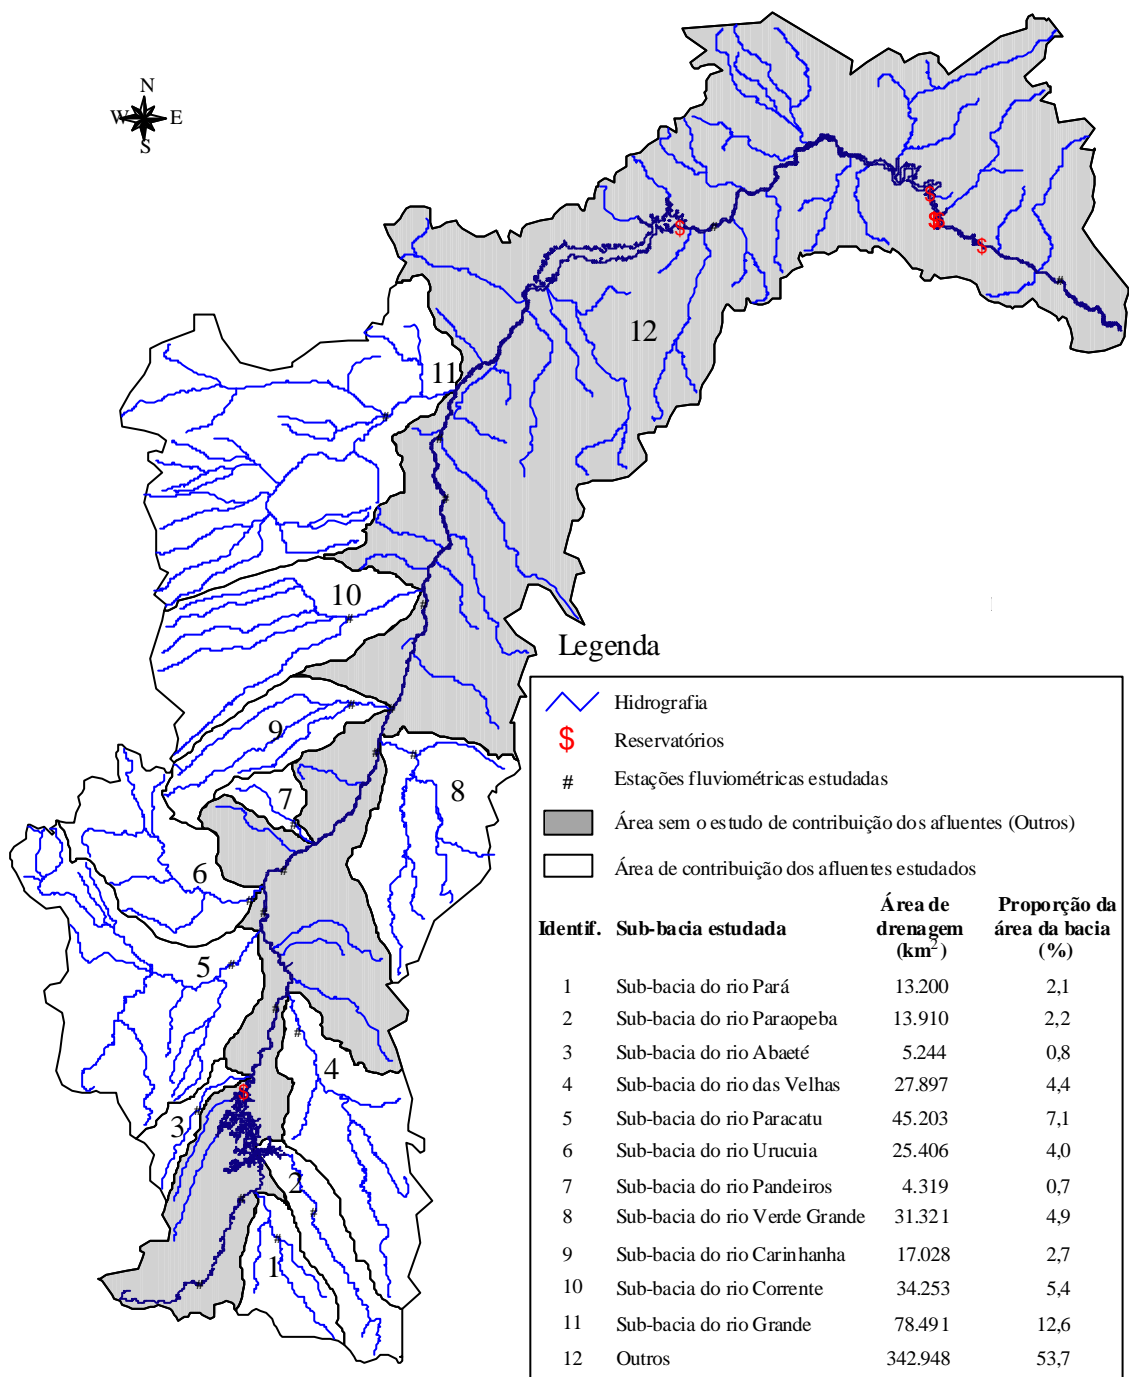 N
W E
S
12
11
10
9
8
7
6
5
4
3
2
1
Legenda
Hidrografia
$ Reservatórios
# Estações fluviométricas estudadas
Área sem o estudo de contribuição dos afluentes (Outros)
Área de contribuição dos afluentes estudados
Identif. Sub-bacia estudada Área de drenagem (km²) Proporção da área da bacia (%)
1 Sub-bacia do rio Pará 13.200 2,1
2 Sub-bacia do rio Paraopeba 13.910 2,2
3 Sub-bacia do rio Abaeté 5.244 0,8
4 Sub-bacia do rio das Velhas 27.897 4,4
5 Sub-bacia do rio Paracatu 45.203 7,1
6 Sub-bacia do rio Urucuia 25.406 4,0
7 Sub-bacia do rio Pandeiros 4.319 0,7
8 Sub-bacia do rio Verde Grande 31.321 4,9
9 Sub-bacia do rio Carinhanha 17.028 2,7
10 Sub-bacia do rio Corrente 34.253 5,4
11 Sub-bacia do rio Grande 78.491 12,6
12 Outros 342.948 53,7